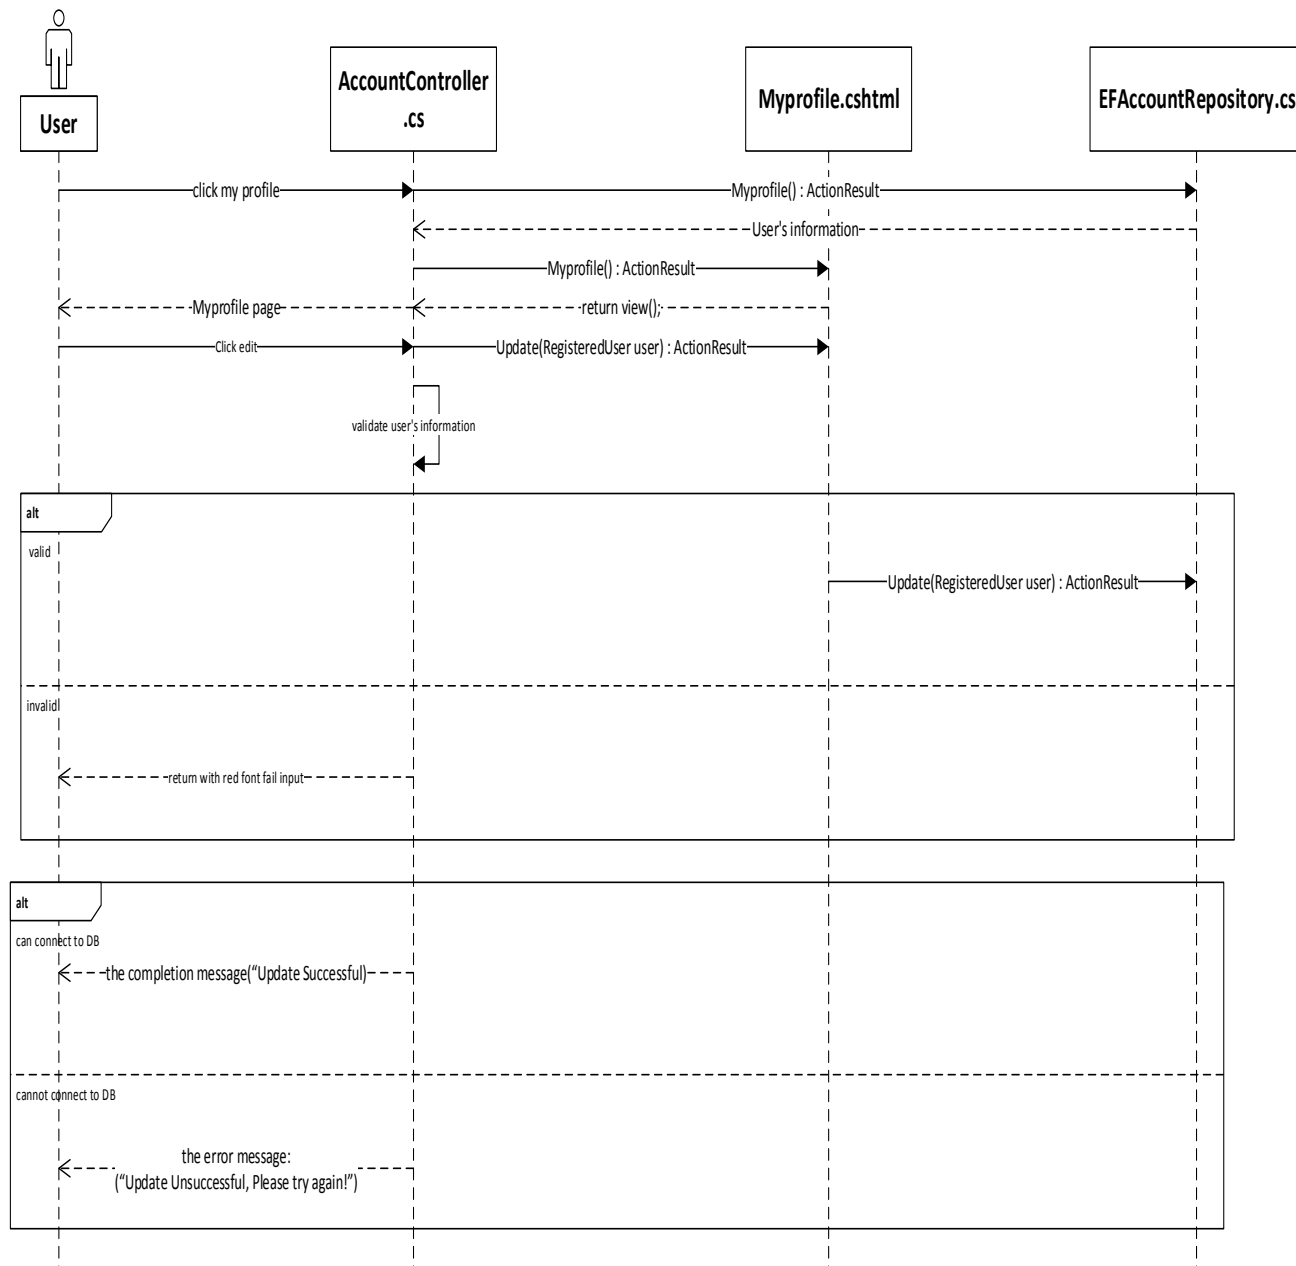 User
AccountController
.cs
Myprofile.cshtml
EFAccountRepository.cs
click my profile
Myprofile() : ActionResult
User's information
Myprofile() : ActionResult
Myprofile page
return view();
Click edit
Update(RegisteredUser user) : ActionResult
validate user's information
alt
valid
Update(RegisteredUser user) : ActionResult
invalid
return with red font fail input
alt
can connect to DB
the completion message(“Update Successful)
cannot connect to DB
the error message:
(“Update Unsuccessful, Please try again!”)